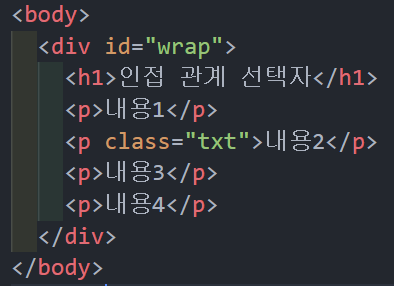 <body>
<div id="wrap">
<h1>인접 관계 선택자</h1>
<p>내용1</p>
<p class="txt">내용2</p>
<p>내용3</p>
<p>내용4</p>
</div>
</body>